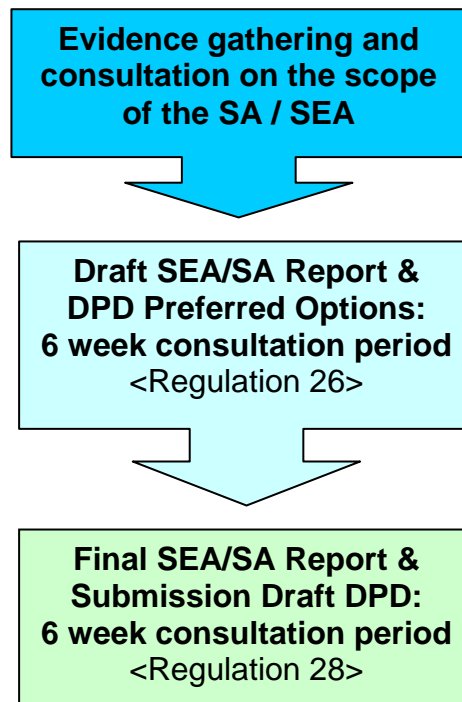 Evidence gathering and
consultation on the scope
of the SA / SEA
Draft SEA/SA Report &
DPD Preferred Options:
6 week consultation period
<Regulation 26>
Final SEA/SA Report &
Submission Draft DPD:
6 week consultation period
<Regulation 28>